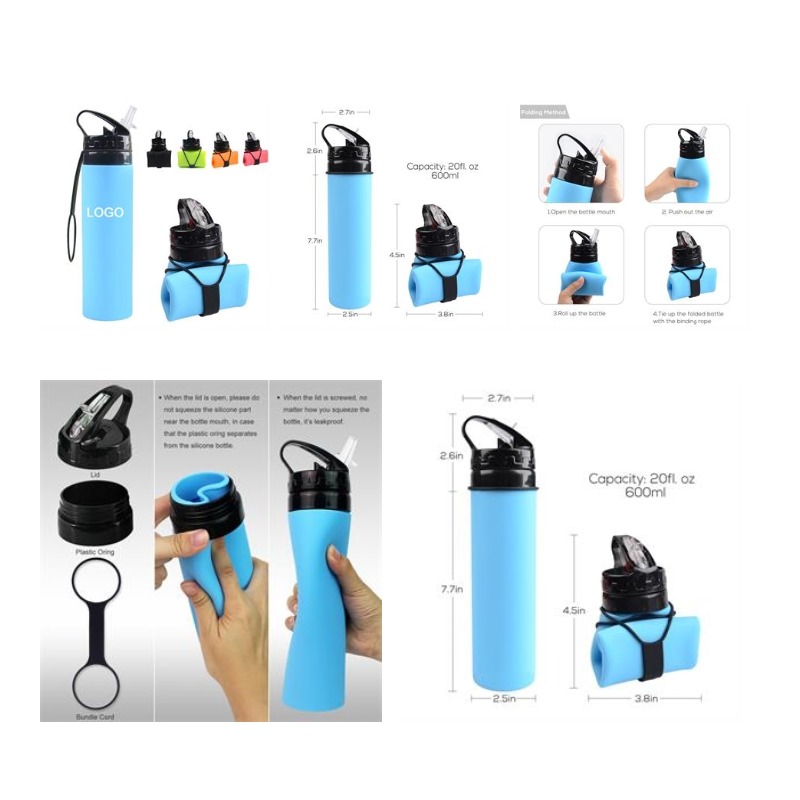 LOGO
2.7in
2.6in
7.7in
2.5in
Capacity: 20fl. oz
600ml
4.5in
3.8in
Folding Method
1.Open the bottle mouth
2. Push out the air
3.Roll up the bottle
4.Tie up the folded bottle
with the binding rope
Lid
Plastic Oring
Bundle Cord
• When the lid is open, please do
not squeeze the silicone part
near the bottle mouth, in case
that the plastic oring separates
from the silicone bottle.
• When the lid is screwed, no
matter how you squeeze the
bottle, it's leakproof.
2.7in
2.6in
7.7in
2.5in
Capacity: 20fl. oz
600ml
4.5in
3.8in